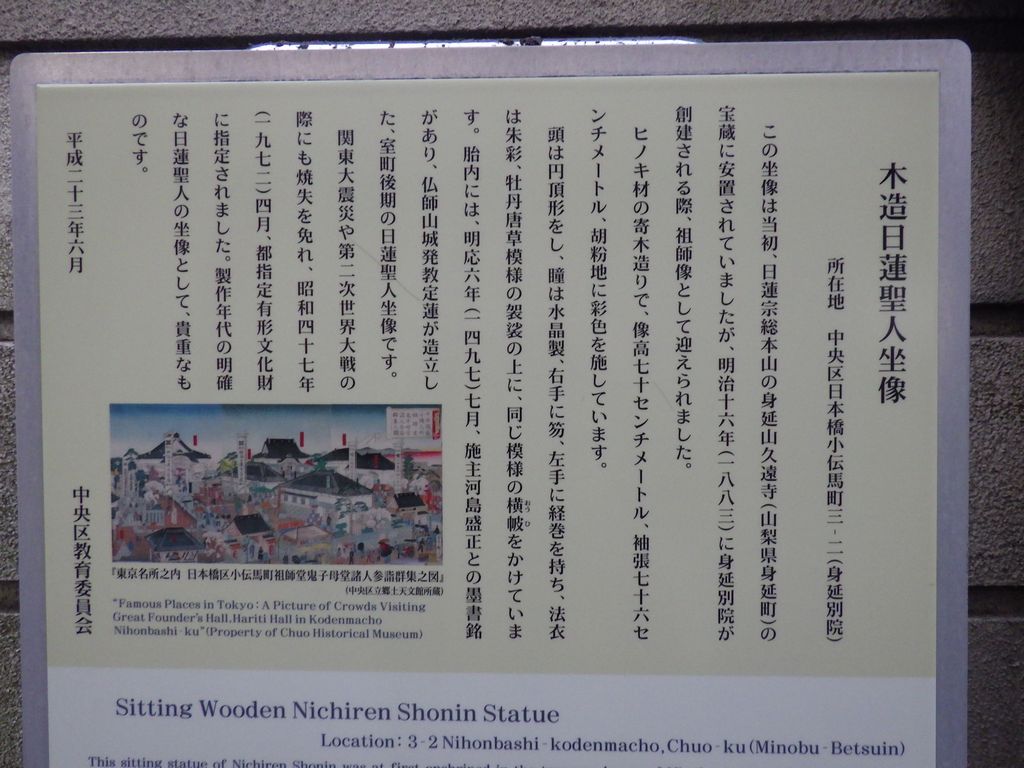 木造日蓮聖人坐像
所在地 中央区日本橋小伝馬町三-二(身延別院)
この坐像は当初、日蓮宗総本山の身延山久遠寺(山梨県身延町)の
宝蔵に安置されていましたが、明治十六年(一八八三)に身延別院が
創建される際、祖師像として迎えられました。
ヒノキ材の寄木造りで、像高七十センチメートル、袖張七十六セ
ンチメートル、胡粉地に彩色を施しています。
頭は円頂形をし、瞳は水晶製、右手に笏、左手に経巻を持ち、法衣
は朱彩、牡丹唐草模様の袈裟の上に、同じ模様の横帔をかけていま
す。胎内には、明応六年(一四九七)七月、施主河島盛正との墨書銘
があり、仏師山城発教定蓮が造立し
た、室町後期の日蓮聖人坐像です。
関東大震災や第二次世界大戦の
際にも焼失を免れ、昭和四十七年
(一九七二)四月、都指定有形文化財
に指定されました。製作年代の明確
な日蓮聖人の坐像として、貴重なも
のです。
平成二十三年六月
中央区教育委員会
『東京名所之内 日本橋区小伝馬町祖師堂鬼子母堂諸人参詣群集之図』
(中央区立郷土天文館所蔵)
"Famous Places in Tokyo: A Picture of Crowds Visiting
Great Founder's Hall, Hariti Hall in Kodenmacho
Nihonbashi-ku" (Property of Chuo Historical Museum)
Sitting Wooden Nichiren Shonin Statue
Location: 3-2 Nihonbashi-kodenmacho, Chuo-ku (Minobu-Betsuin)
This sitting statue of Nichiren Shonin was at first enshrined in the